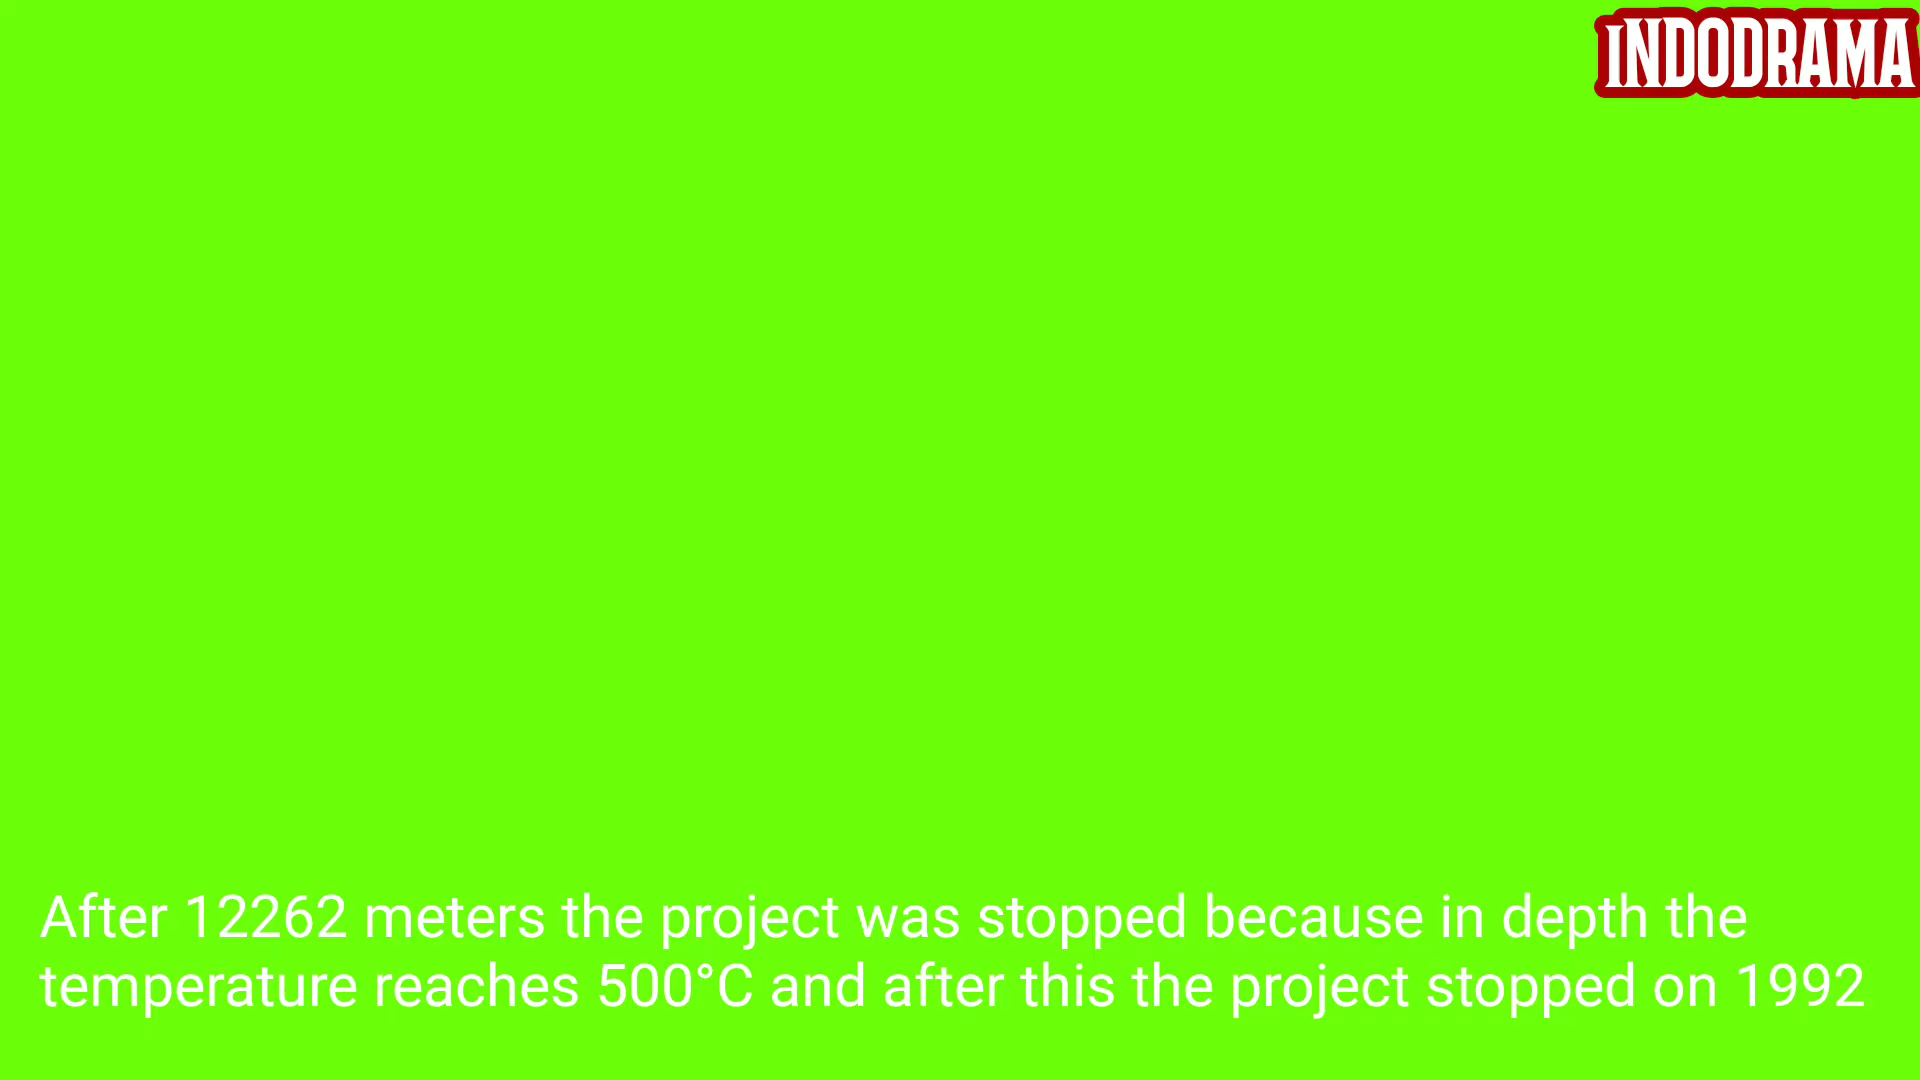 INDODRAMA
After 12262 meters the project was stopped because in depth the
temperature reaches 500°C and after this the project stopped on 1992